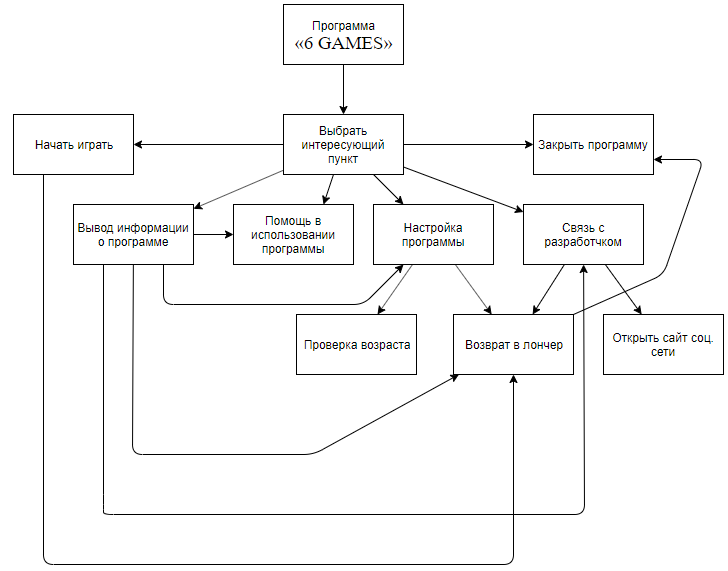 Программа
«6 GAMES»
Начать играть
Выбрать
интересующий
пункт
Закрыть программу
Вывод информации
о программе
Помощь в
использовании
программы
Настройка
программы
Связь с
разработчком
Проверка возраста
Возврат в лончер
Открыть сайт соц.
сети